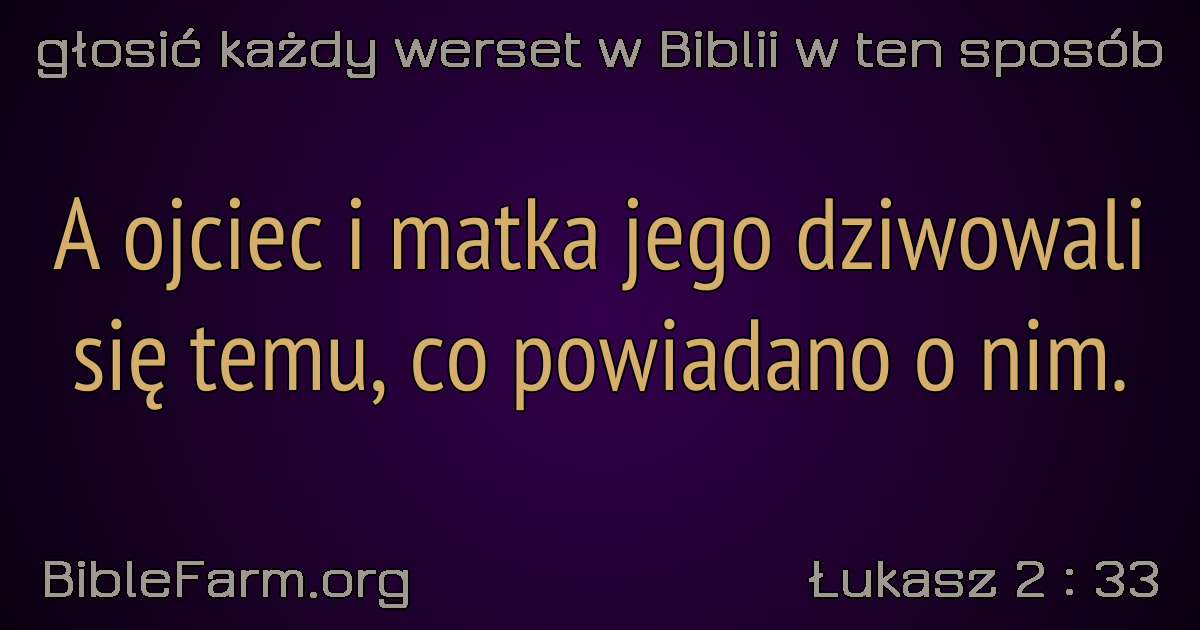 głosić każdy werset w Biblii w ten sposób
A ojciec i matka jego dziwowali
się temu, co powiadano o nim.
BibleFarm.org
Łukasz 2 : 33